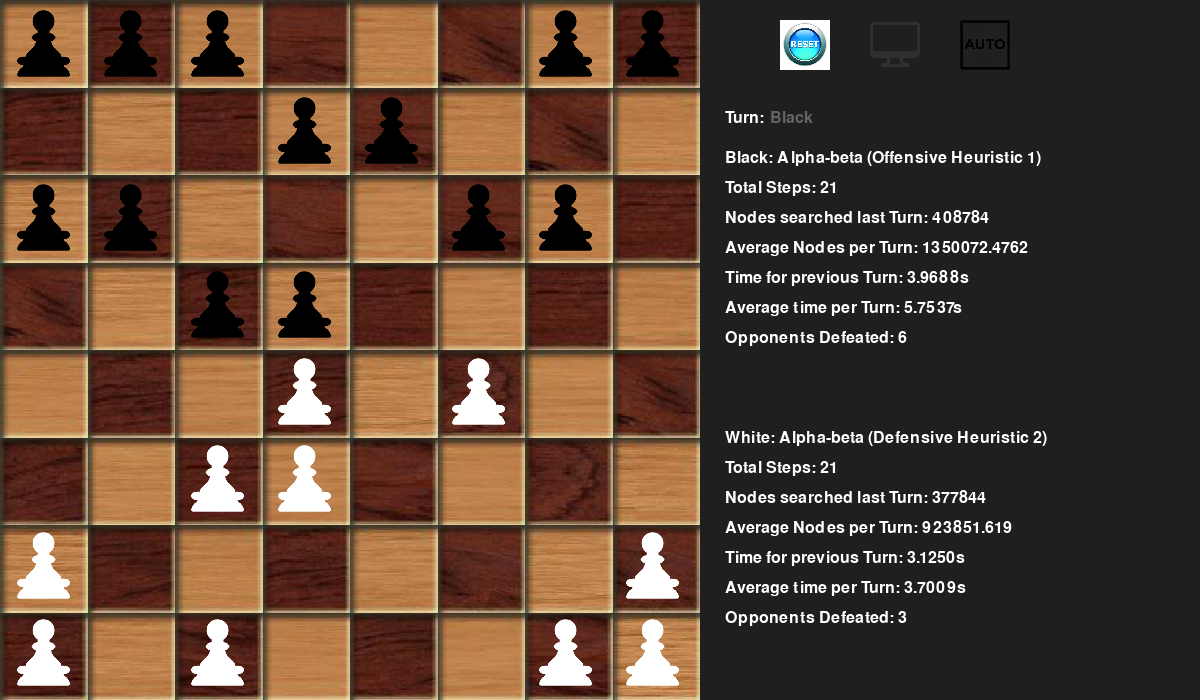 RESET
AUTO
Turn: Black
Black: Alpha-beta (Offensive Heuristic 1)
Total Steps: 21
Nodes searched last Turn: 408784
Average Nodes per Turn: 1350072.4762
Time for previous Turn: 3.9688s
Average time per Turn: 5.7537s
Opponents Defeated: 6
White: Alpha-beta (Defensive Heuristic 2)
Total Steps: 21
Nodes searched last Turn: 377844
Average Nodes per Turn: 923851.619
Time for previous Turn: 3.1250s
Average time per Turn: 3.7009s
Opponents Defeated: 3